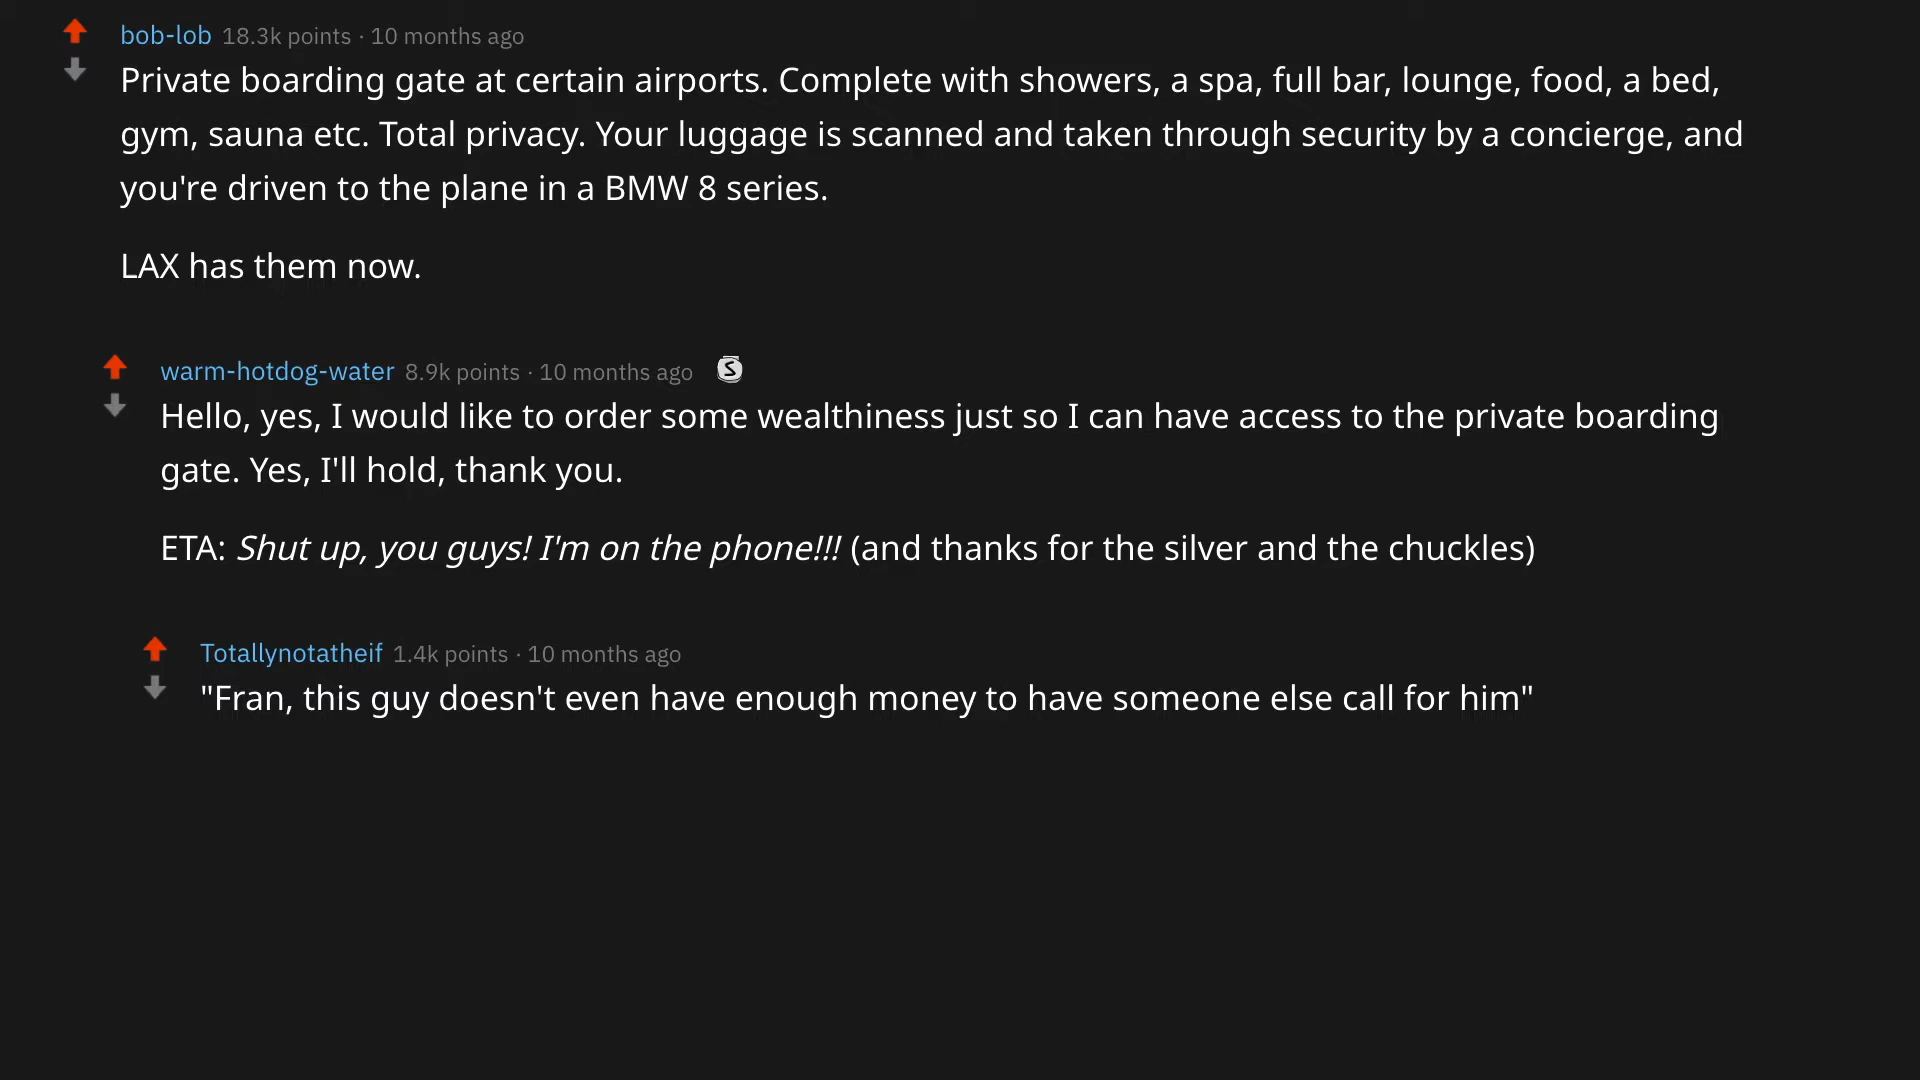 bob-lob 18.3k points · 10 months ago
Private boarding gate at certain airports. Complete with showers, a spa, full bar, lounge, food, a bed,
gym, sauna etc. Total privacy. Your luggage is scanned and taken through security by a concierge, and
you're driven to the plane in a BMW 8 series.
LAX has them now.
warm-hotdog-water 8.9k points · 10 months ago S
Hello, yes, I would like to order some wealthiness just so I can have access to the private boarding
gate. Yes, I'll hold, thank you.
ETA: Shut up, you guys! I'm on the phone!!! (and thanks for the silver and the chuckles)
Totallynotatheif 1.4k points · 10 months ago
"Fran, this guy doesn't even have enough money to have someone else call for him"